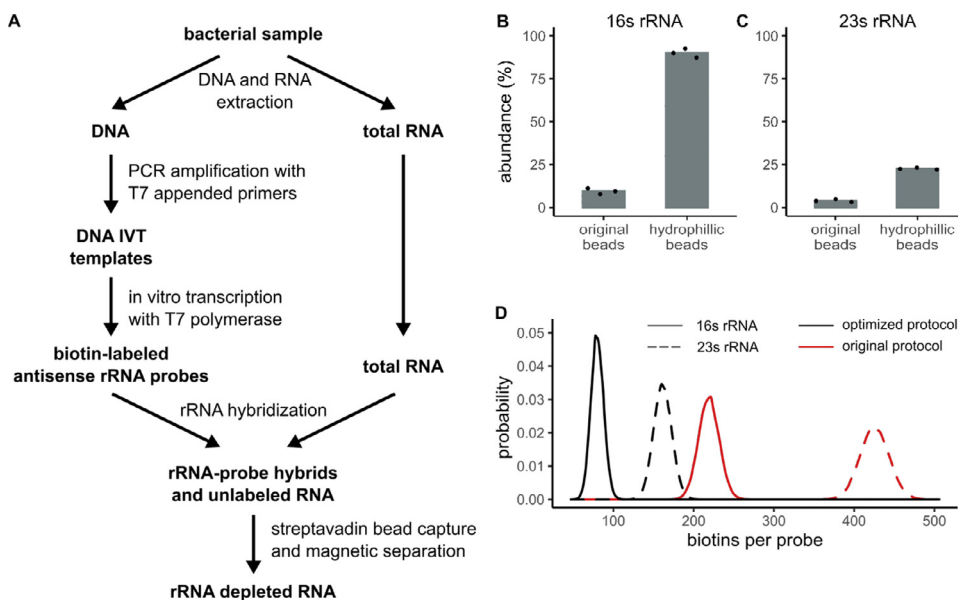 A
bacterial sample
DNA and RNA
extraction
DNA
total RNA
PCR amplification with
T7 appended primers
DNA IVT
templates
in vitro transcription
with T7 polymerase
biotin-labeled
antisense rRNA probes
total RNA
rRNA hybridization
rRNA-probe hybrids
and unlabeled RNA
streptavadin bead capture
and magnetic separation
rRNA depleted RNA
B
16s rRNA
abundance (%)
100
75
50
25
0
original
beads
hydrophillic
beads
C
23s rRNA
100
75
50
25
0
original
beads
hydrophillic
beads
D
16s rRNA
23s rRNA
optimized protocol
original protocol
probability
0.05
0.04
0.03
0.02
0.01
0.00
100
200
300
400
500
biotins per probe